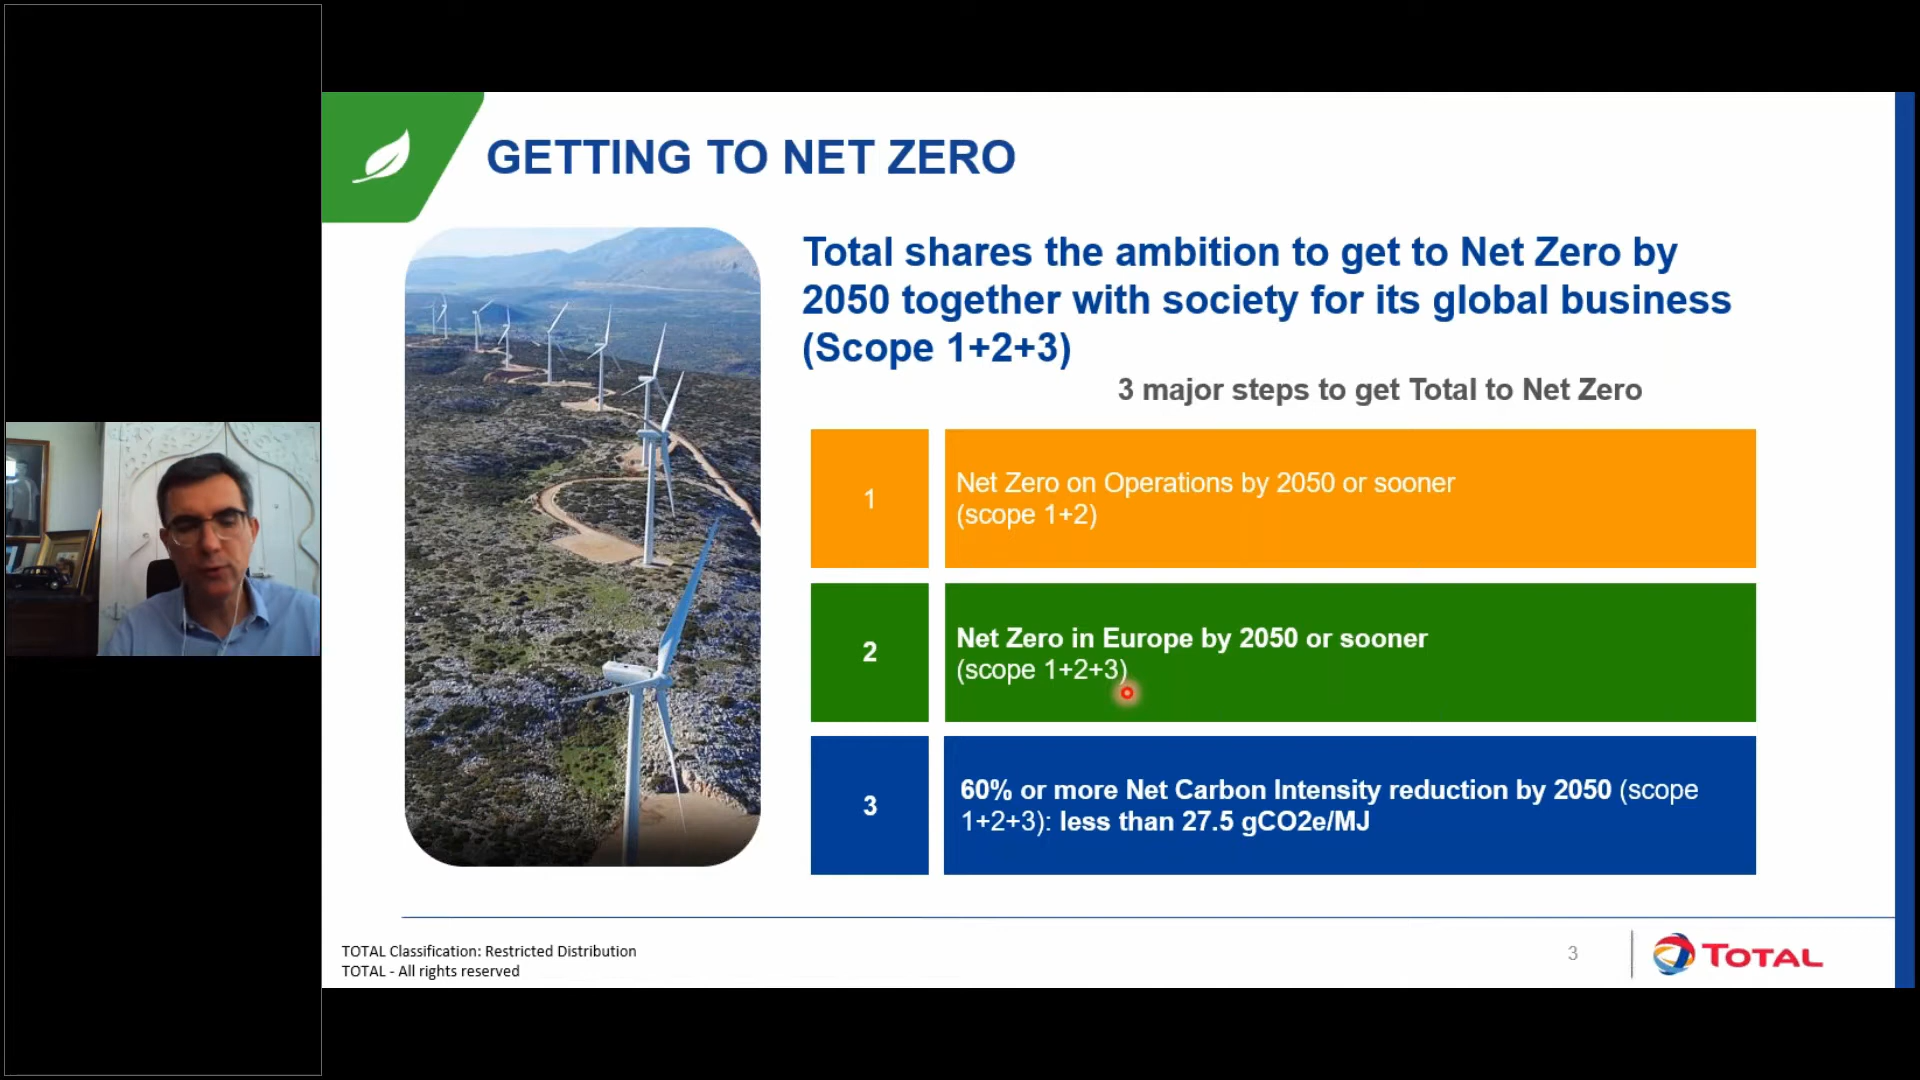 GETTING TO NET ZERO
Total shares the ambition to get to Net Zero by
2050 together with society for its global business
(Scope 1+2+3)
3 major steps to get Total to Net Zero
1
Net Zero on Operations by 2050 or sooner
(scope 1+2)
2
Net Zero in Europe by 2050 or sooner
(scope 1+2+3)
3
60% or more Net Carbon Intensity reduction by 2050 (scope
1+2+3): less than 27.5 gCO2e/MJ
TOTAL Classification: Restricted Distribution
TOTAL - All rights reserved
3
TOTAL